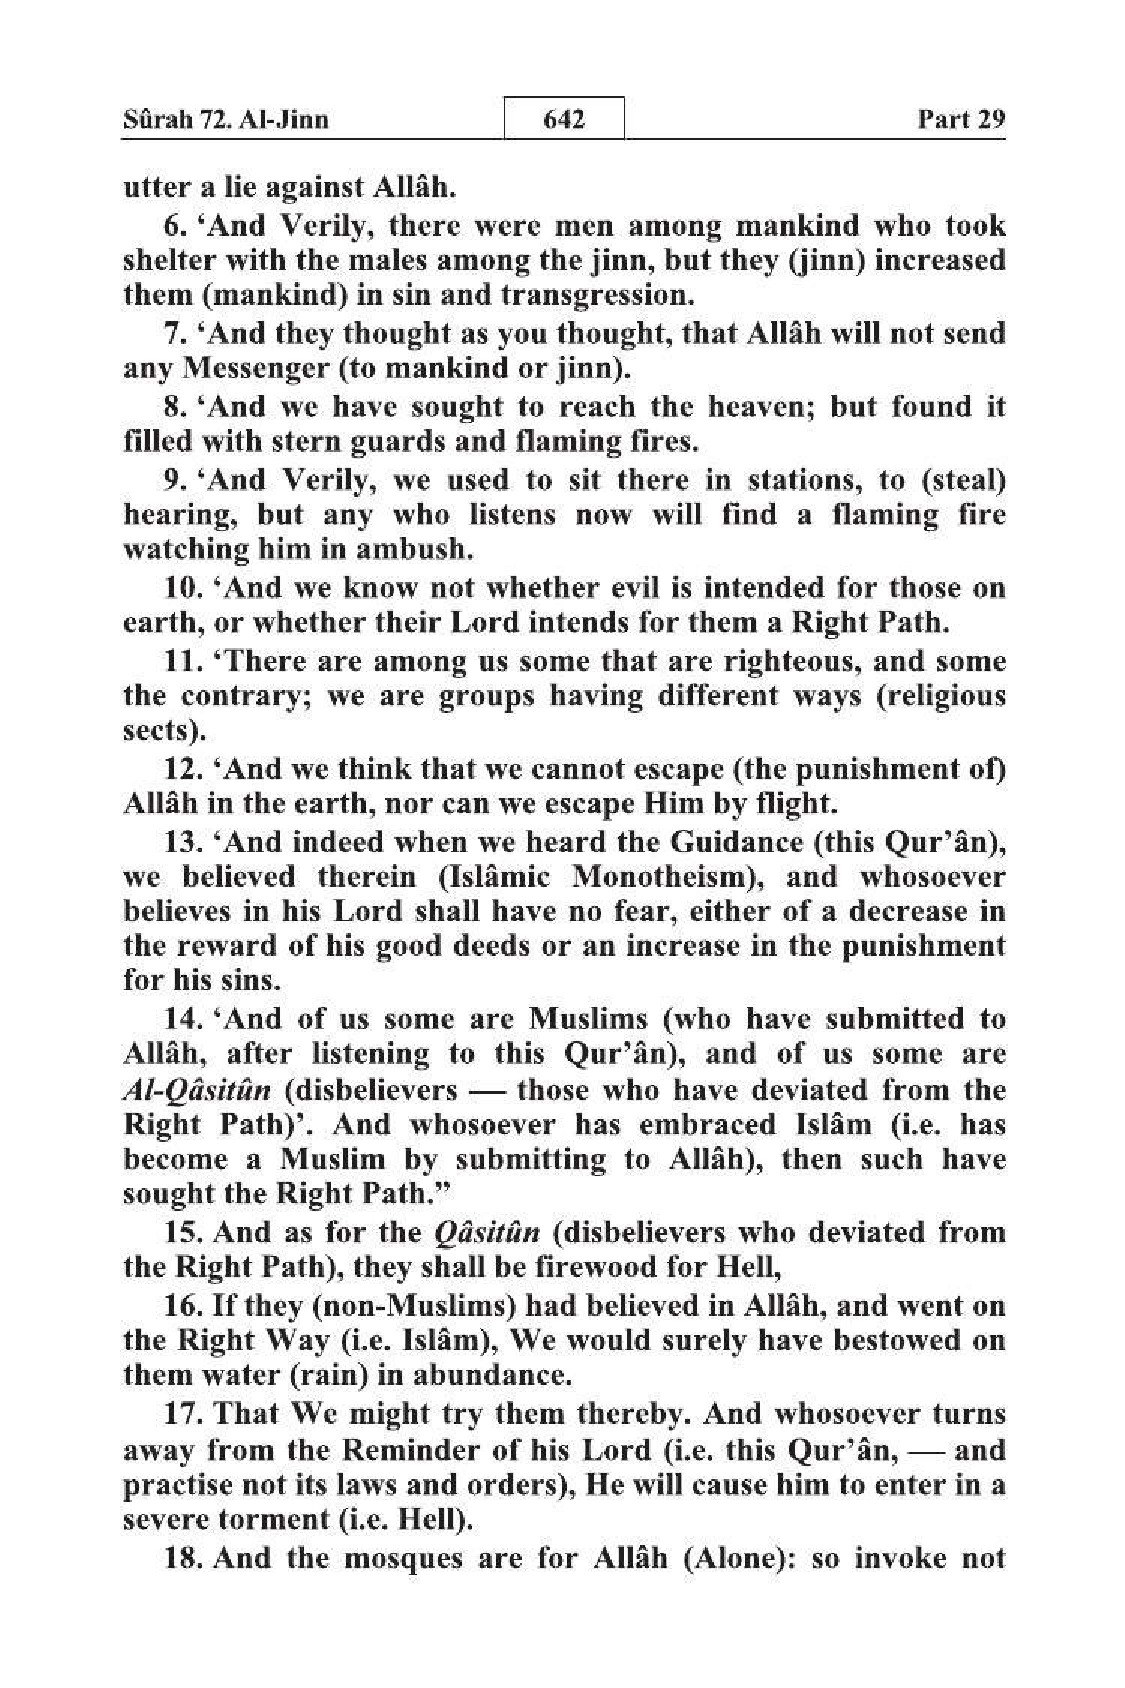 Sûrah 72. Al-Jinn 642 Part 29
utter a lie against Allâh.
6. ‘And Verily, there were men among mankind who took
shelter with the males among the jinn, but they (jinn) increased
them (mankind) in sin and transgression.
7. ‘And they thought as you thought, that Allâh will not send
any Messenger (to mankind or jinn).
8. ‘And we have sought to reach the heaven; but found it
filled with stern guards and flaming fires.
9. ‘And Verily, we used to sit there in stations, to (steal)
hearing, but any who listens now will find a flaming fire
watching him in ambush.
10. ‘And we know not whether evil is intended for those on
earth, or whether their Lord intends for them a Right Path.
11. ‘There are among us some that are righteous, and some
the contrary; we are groups having different ways (religious
sects).
12. ‘And we think that we cannot escape (the punishment of)
Allâh in the earth, nor can we escape Him by flight.
13. ‘And indeed when we heard the Guidance (this Qur’ân),
we believed therein (Islâmic Monotheism), and whosoever
believes in his Lord shall have no fear, either of a decrease in
the reward of his good deeds or an increase in the punishment
for his sins.
14. ‘And of us some are Muslims (who have submitted to
Allâh, after listening to this Qur’ân), and of us some are
Al-Qâsitûn (disbelievers — those who have deviated from the
Right Path)’. And whosoever has embraced Islâm (i.e. has
become a Muslim by submitting to Allâh), then such have
sought the Right Path.”
15. And as for the Qâsitûn (disbelievers who deviated from
the Right Path), they shall be firewood for Hell,
16. If they (non-Muslims) had believed in Allâh, and went on
the Right Way (i.e. Islâm), We would surely have bestowed on
them water (rain) in abundance.
17. That We might try them thereby. And whosoever turns
away from the Reminder of his Lord (i.e. this Qur’ân, — and
practise not its laws and orders), He will cause him to enter in a
severe torment (i.e. Hell).
18. And the mosques are for Allâh (Alone): so invoke not